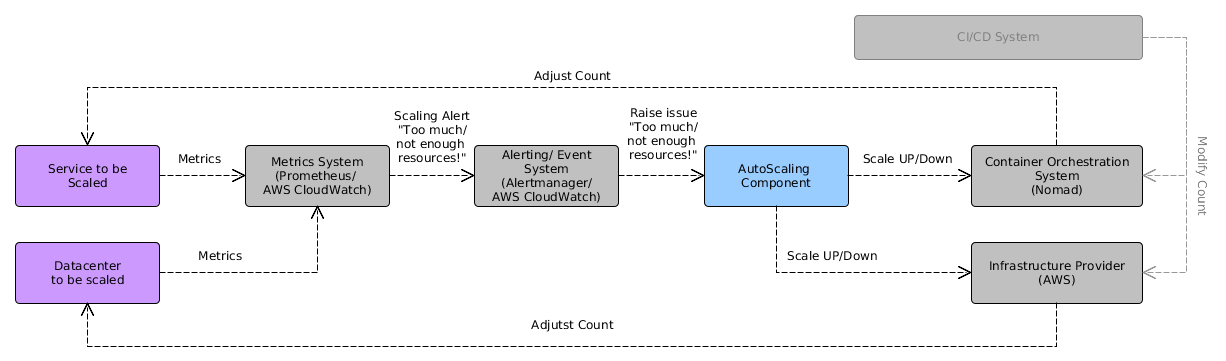 CI/CD System
Adjust Count
Scaling Alert
"Too much/
not enough
resources!"
Raise issue
"Too much/
not enough
resources!"
Service to be
Scaled
Metrics
Metrics System
(Prometheus/
AWS CloudWatch)
Alerting/ Event
System
(Alertmanager/
AWS CloudWatch)
AutoScaling
Component
Scale UP/Down
Container Orchestration
System
(Nomad)
Modify Count
Datacenter
to be scaled
Metrics
Scale UP/Down
Infrastructure Provider
(AWS)
Adjutst Count